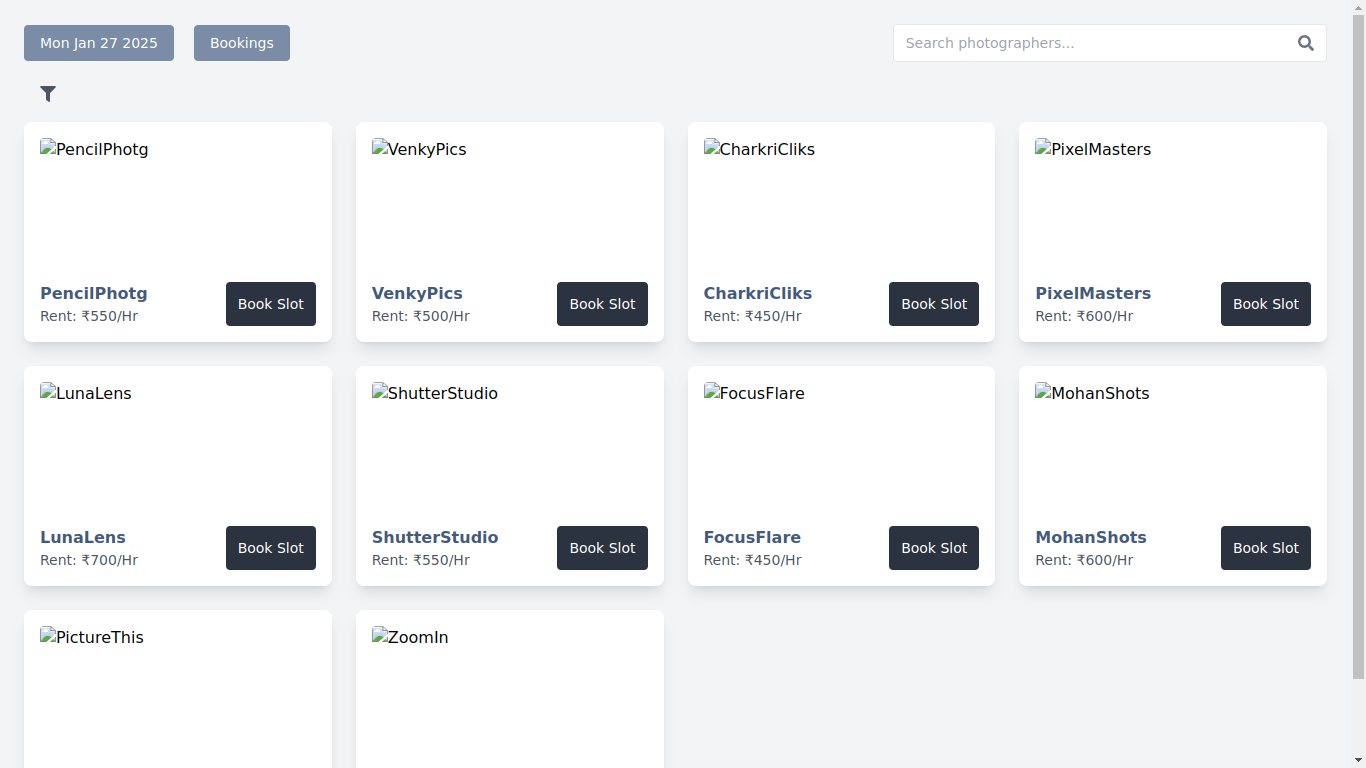 Mon Jan 27 2025
Bookings
Search photographers...
PencilPhotg
VenkyPics
CharkriCliks
PixelMasters
PencilPhotg
Rent: ₹550/Hr
Book Slot
VenkyPics
Rent: ₹500/Hr
Book Slot
CharkriCliks
Rent: ₹450/Hr
Book Slot
PixelMasters
Rent: ₹600/Hr
Book Slot
LunaLens
ShutterStudio
FocusFlare
MohanShots
LunaLens
Rent: ₹700/Hr
Book Slot
ShutterStudio
Rent: ₹550/Hr
Book Slot
FocusFlare
Rent: ₹450/Hr
Book Slot
MohanShots
Rent: ₹600/Hr
Book Slot
PictureThis
ZoomIn